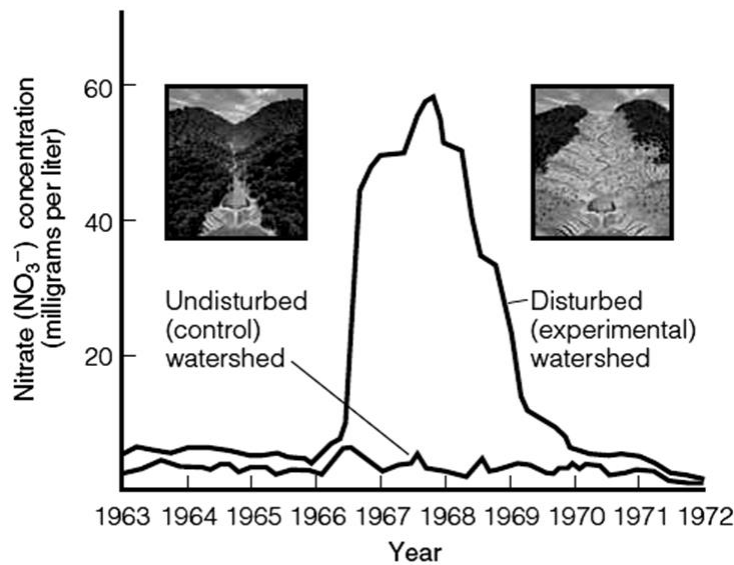 Nitrate (NO₃⁻) concentration
(milligrams per liter)
60
40
20
Undisturbed
(control)
watershed
Disturbed
(experimental)
watershed
1963 1964 1965 1966 1967 1968 1969 1970 1971 1972
Year